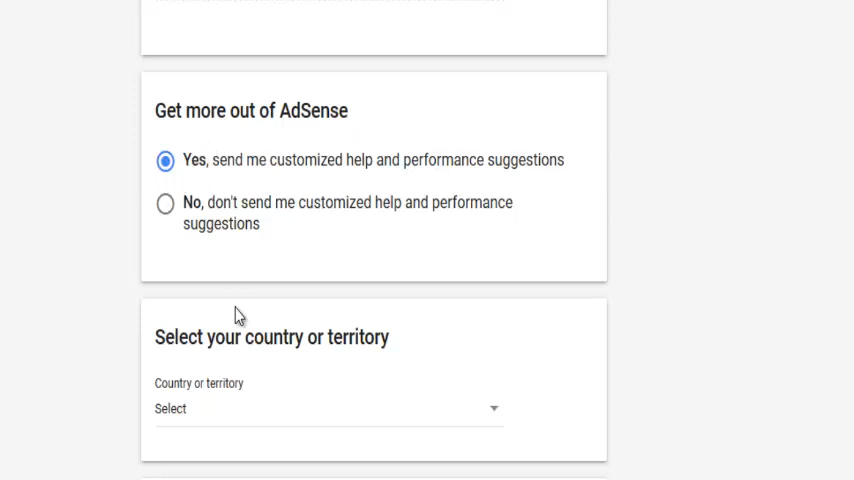 Get more out of AdSense
Yes, send me customized help and performance suggestions
No, don't send me customized help and performance
suggestions
Select your country or territory
Country or territory
Select